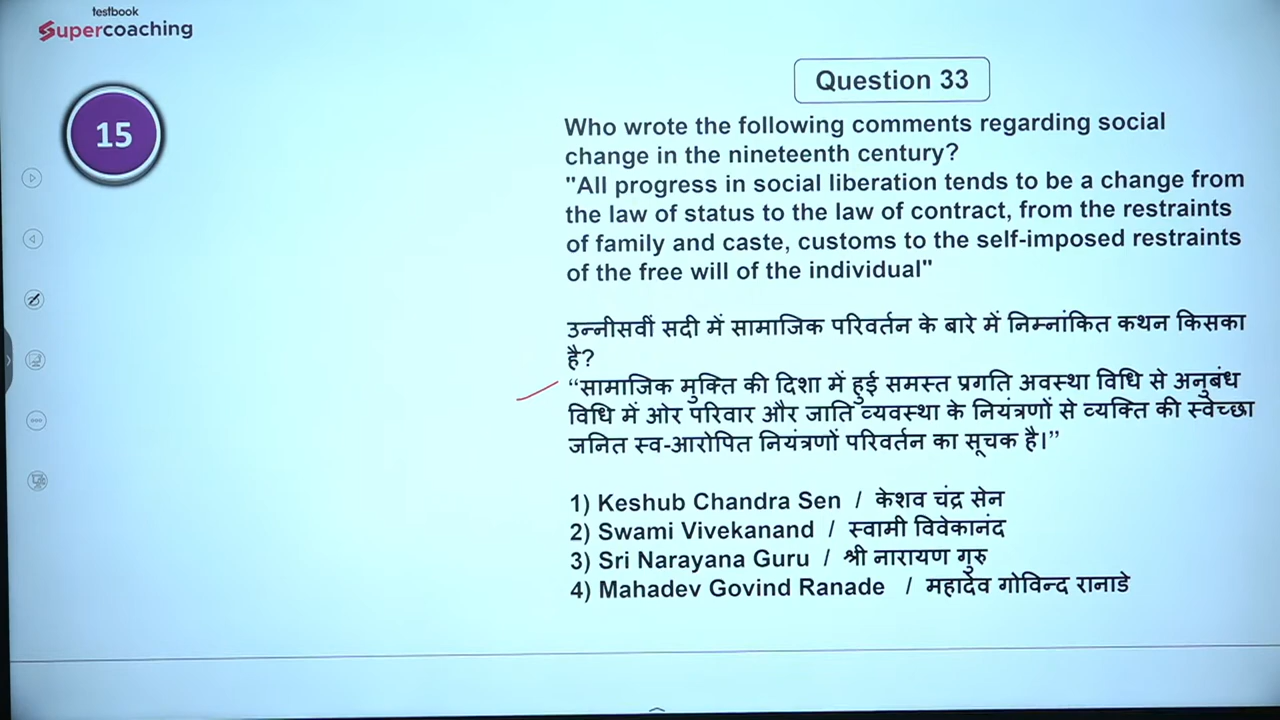 testbook
Supercoaching
15
Question 33
Who wrote the following comments regarding social
change in the nineteenth century?
"All progress in social liberation tends to be a change from
the law of status to the law of contract, from the restraints
of family and caste, customs to the self-imposed restraints
of the free will of the individual"
उन्नीसवीं सदी में सामाजिक परिवर्तन के बारे में निम्नांकित कथन किसका
है?
“सामाजिक मुक्ति की दिशा में हुई समस्त प्रगति अवस्था विधि से अनुबंध
विधि में ओर परिवार और जाति व्यवस्था के नियंत्रणों से व्यक्ति की स्वेच्छा
जनित स्व-आरोपित नियंत्रणों परिवर्तन का सूचक है।”
1) Keshub Chandra Sen / केशव चंद्र सेन
2) Swami Vivekanand / स्वामी विवेकानंद
3) Sri Narayana Guru / श्री नारायण गुरु
4) Mahadev Govind Ranade / महादेव गोविन्द रानाडे